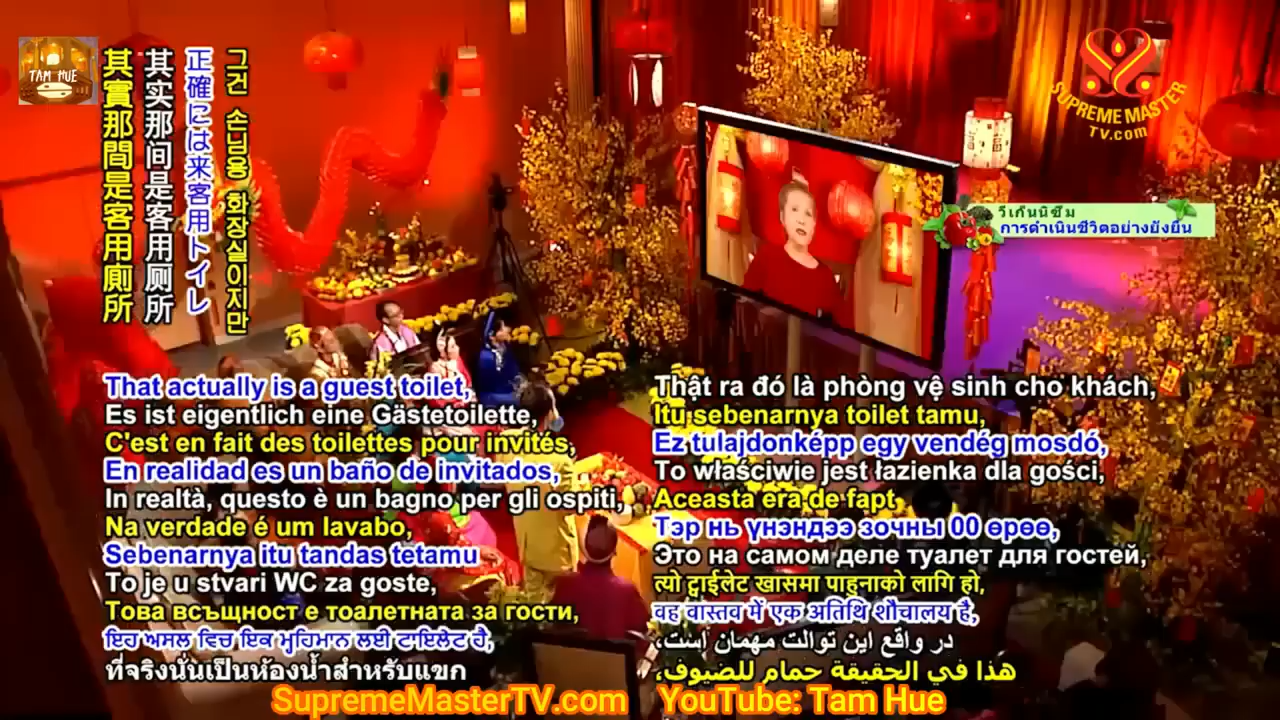 TAM HUE
其實那間是客用廁所
其实那间是客用厕所
正確には来客用トイレ
그건 손님용 화장실이지만
SUPREME MASTER
TV.com
วีแก้นนิซึม
การดำเนินชีวิตอย่างยั่งยืน
That actually is a guest toilet,
Es ist eigentlich eine Gästetoilette,
C'est en fait des toilettes pour invités,
En realidad es un baño de invitados,
In realtà, questo è un bagno per gli ospiti,
Na verdade é um lavabo,
Sebenarnya itu tandas tetamu
To je u stvari WC za goste,
Това всъщност е тоалетната за гости,
ਇਹ ਅਸਲ ਵਿਚ ਇਕ ਮੁਹਿਮਾਨ ਲਈ ਟਾਇਲੇਟ ਹੈ,
ที่จริงนั่นเป็นห้องน้ำสำหรับแขก
Thật ra đó là phòng vệ sinh cho khách,
Itu sebenarnya toilet tamu,
Ez tulajdonképp egy vendég mosdó,
To właściwie jest łazienka dla gości,
Aceasta era de fapt,
Тэр нь үнэндээ зочны 00 өрөө,
Это на самом деле туалет для гостей,
त्यो ट्वाईलेट खासमा पाहुनाको लागि हो,
वह वास्तव में एक अतिथि शौचालय है,
در واقع این توالت مهمان است،
هذا في الحقيقة حمام للضيوف،
SupremeMasterTV.com
YouTube: Tam Hue